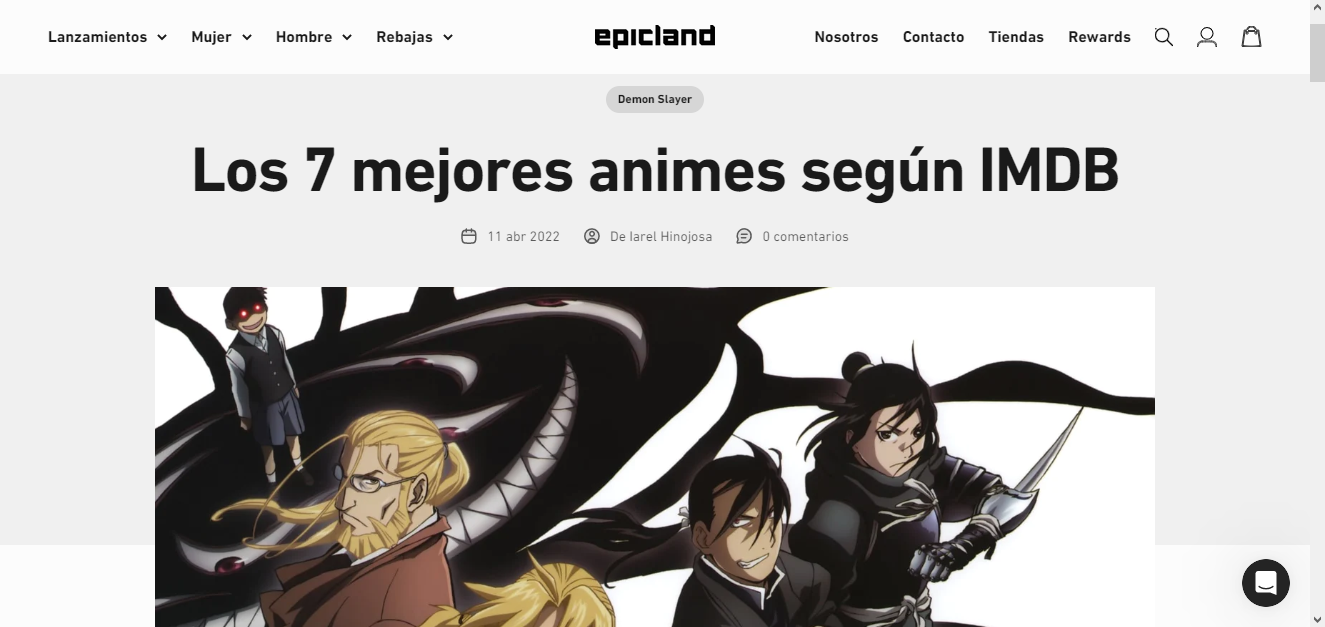 Lanzamientos Mujer Hombre Rebajas epicland Nosotros Contacto Tiendas Rewards
Demon Slayer
Los 7 mejores animes según IMDB
11 abr 2022 De Iarel Hinojosa 0 comentarios